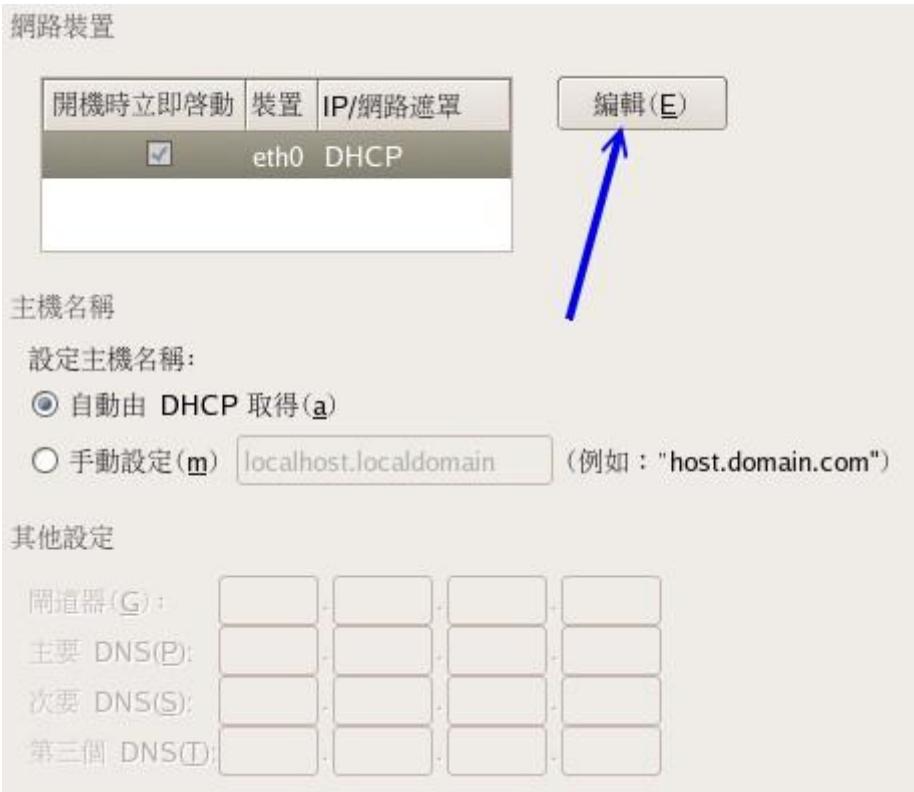 網路裝置
開機時立即啓動 裝置 IP/網路遮罩 編輯(E)
eth0 DHCP
主機名稱
設定主機名稱:
自動由 DHCP 取得(a)
手動設定(m) localhost.localdomain (例如："host.domain.com")
其他設定
閘道器(G):
主要 DNS(P):
次要 DNS(S):
第三個 DNS(T):